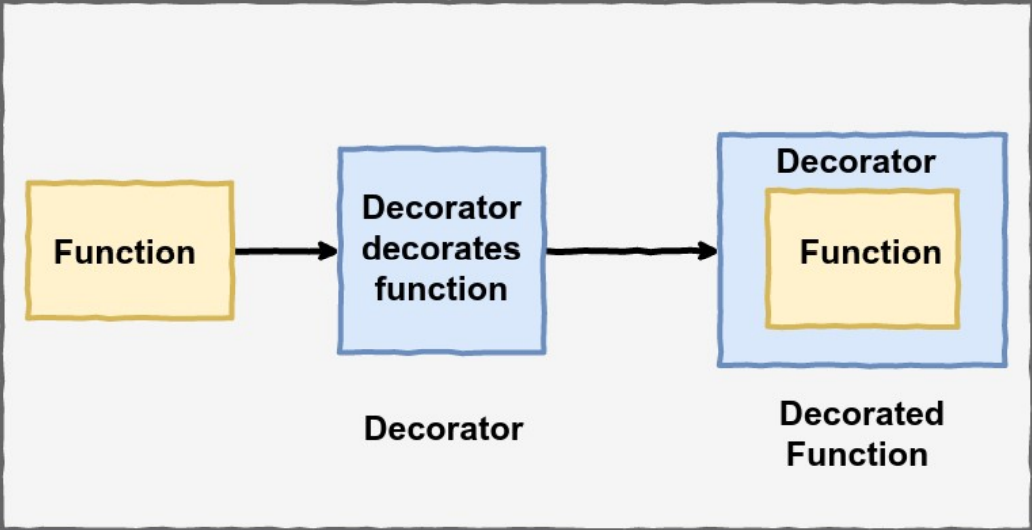 Function
Decorator
decorates
function
Decorator
Function
Decorator
Decorated
Function